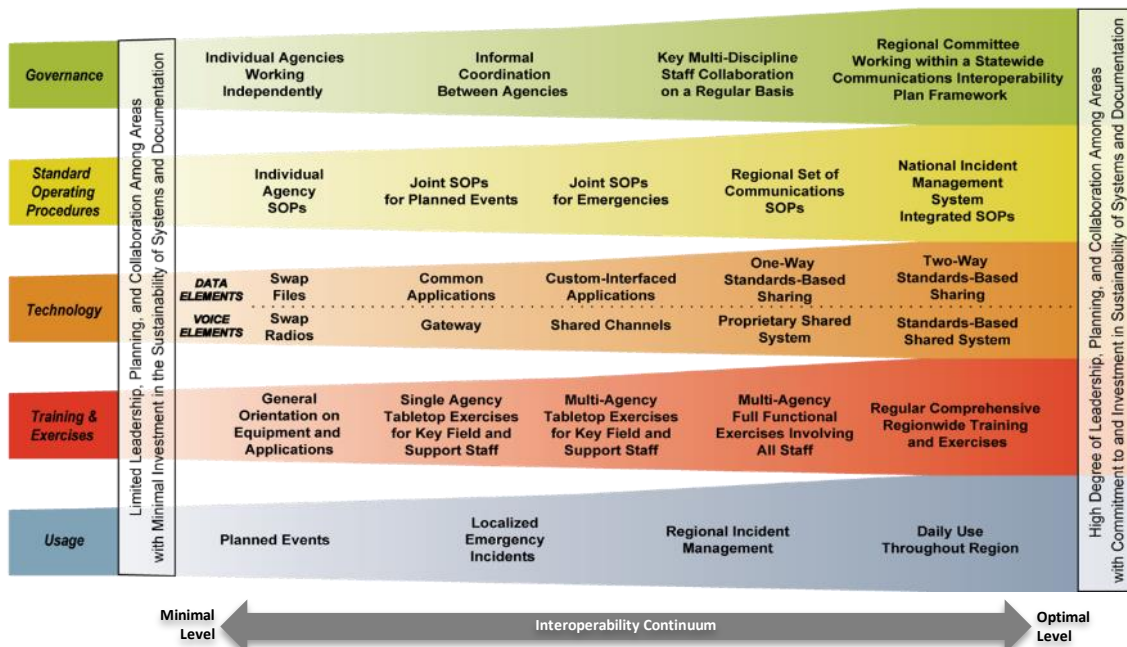 Governance
Limited Leadership, Planning, and Collaboration Among Areas
with Minimal Investment in the Sustainability of Systems and Documentation
Individual Agencies
Working
Independently
Informal
Coordination
Between Agencies
Key Multi-Discipline
Staff Collaboration
on a Regular Basis
Regional Committee
Working within a Statewide
Communications Interoperability
Plan Framework
High Degree of Leadership, Planning, and Collaboration Among Areas
with Commitment to and Investment in Sustainability of Systems and Documentation
Standard
Operating
Procedures
Individual
Agency
SOPs
Joint SOPs
for Planned Events
Joint SOPs
for Emergencies
Regional Set of
Communications
SOPs
National Incident
Management
System
Integrated SOPs
Technology
DATA
ELEMENTS
Swap
Files
Common
Applications
Custom-Interfaced
Applications
One-Way
Standards-Based
Sharing
Two-Way
Standards-Based
Sharing
VOICE
ELEMENTS
Swap
Radios
Gateway
Shared Channels
Proprietary Shared
System
Standards-Based
Shared System
Training &
Exercises
General
Orientation on
Equipment and
Applications
Single Agency
Tabletop Exercises
for Key Field and
Support Staff
Multi-Agency
Tabletop Exercises
for Key Field and
Support Staff
Multi-Agency
Full Functional
Exercises Involving
All Staff
Regular Comprehensive
Regionwide Training
and Exercises
Usage
Planned Events
Localized
Emergency
Incidents
Regional Incident
Management
Daily Use
Throughout Region
Minimal
Level
Interoperability Continuum
Optimal
Level